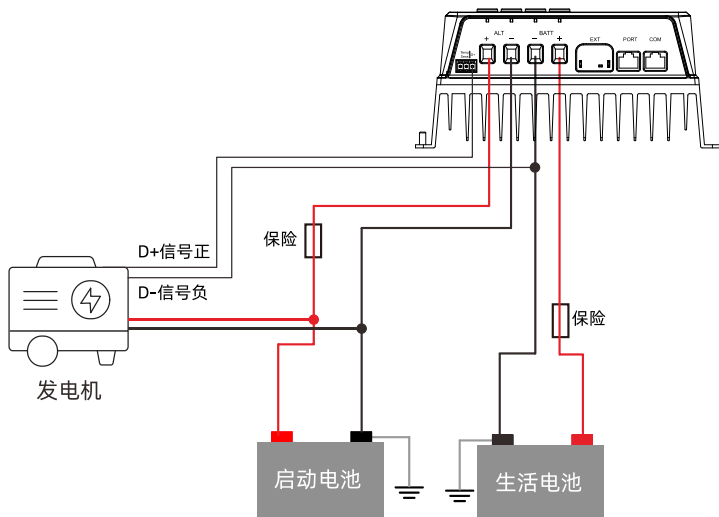 ALT
BATT
+
−
−
+
EXT
PORT
COM
D+
保险
D+信号正
D-信号负
保险
发电机
启动电池
生活电池